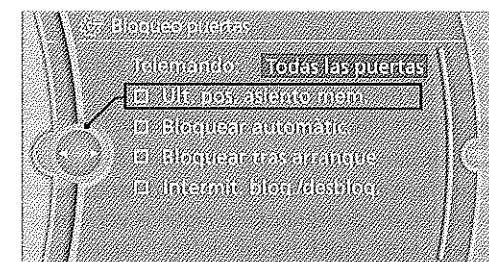 Bloqueo puertas
Telemando: Todas las puertas
Ult. pos. asiento mem.
Bloquear automátic.
Bloquear tras arranque
Intermit. bloq./desbloq.